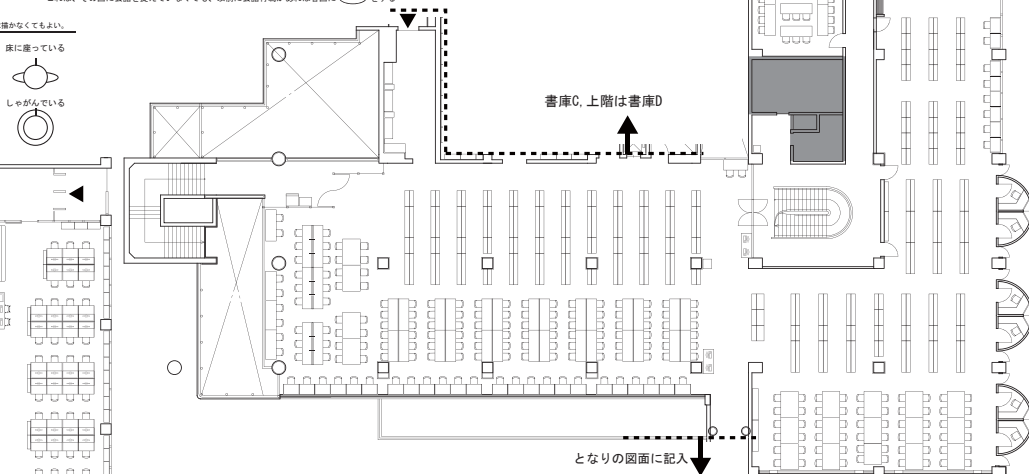 描かなくてもよい。
床に座っている
しゃがんでいる
書庫C, 上階は書庫D
となりの図面に記入